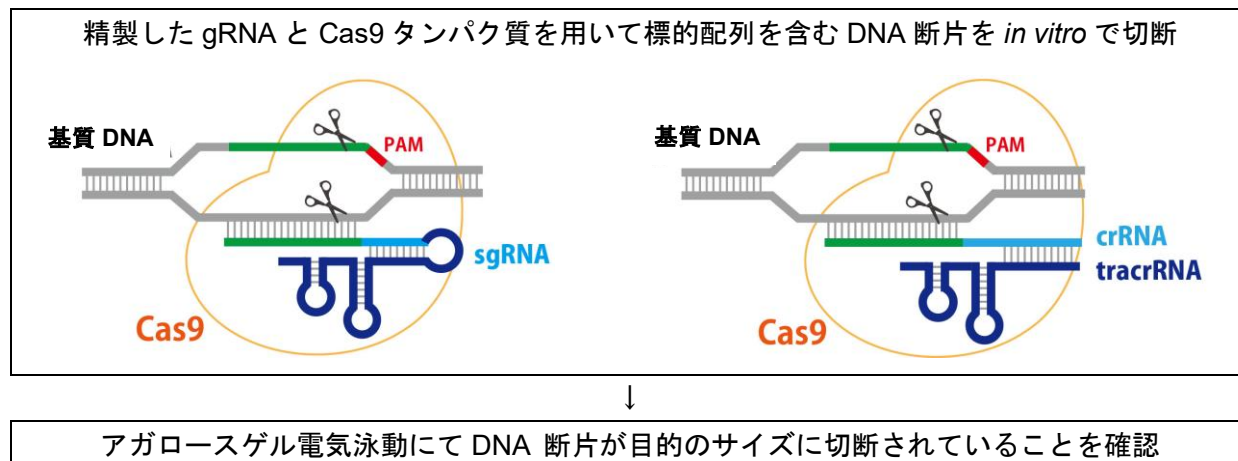 精製した gRNA と Cas9 タンパク質を用いて標的配列を含む DNA 断片を in vitro で切断
基質 DNA
PAM
sgRNA
Cas9
基質 DNA
PAM
crRNA
tracrRNA
Cas9
↓
アガロースゲル電気泳動にて DNA 断片が目的のサイズに切断されていることを確認